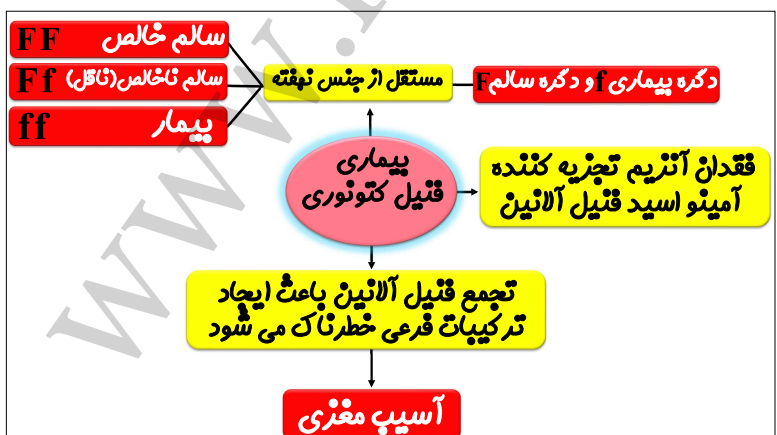 سالم خالص FF
سالم ناخالص(ناقل) Ff
بیمار ff
مستقل از جنس نهفته
دگره بیماری f و دگره سالم F
بیماری
فنیل کتونوری
فقدان آنزیم تجزیه کننده
آمینو اسید فنیل آلانین
تجمع فنیل آلانین باعث ایجاد
ترکیبات فرعی خطرناک می شود
آسیب مغزی
www.